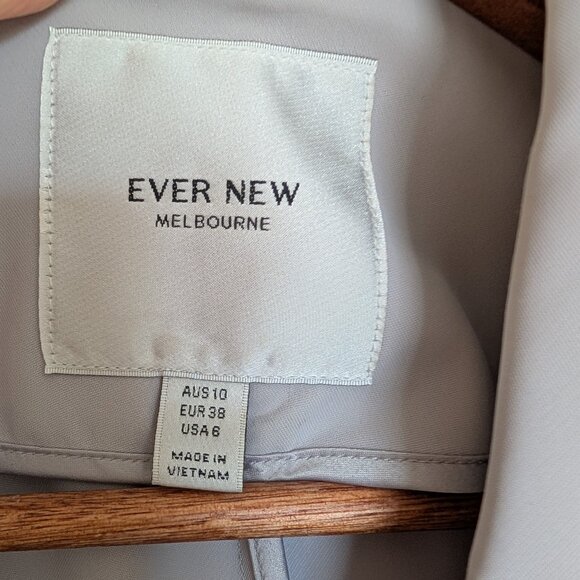 EVER NEW
MELBOURNE
AUS 10
EUR 38
USA 6
MADE IN
VIETNAM